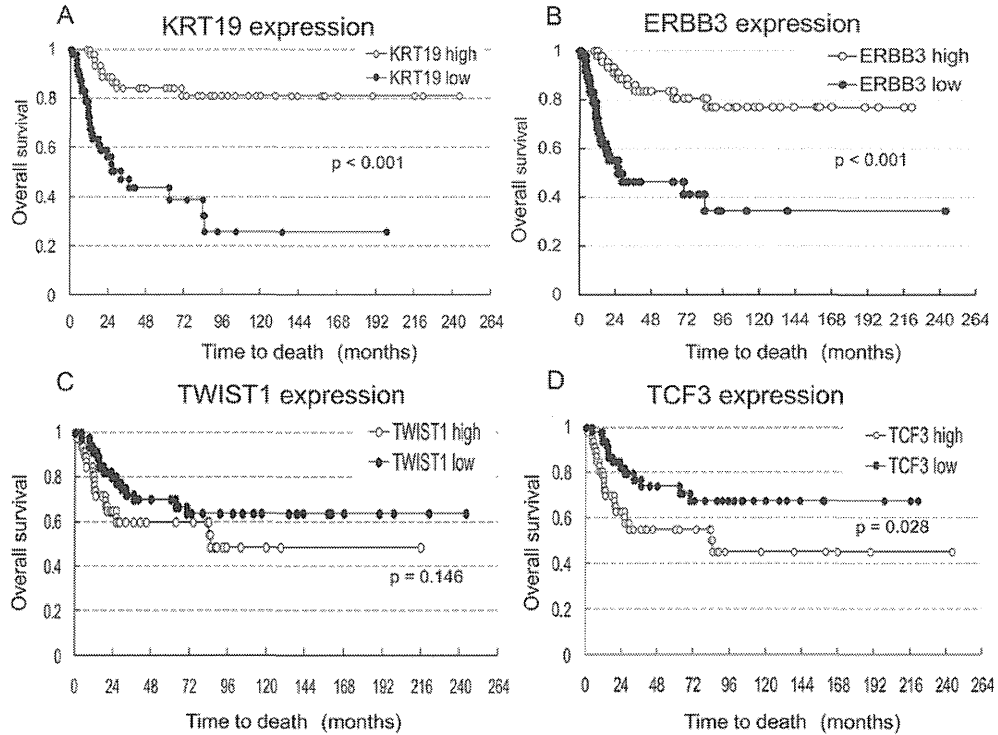 A
KRT19 expression
KRT19 high
KRT19 low
p < 0.001
Overall survival
1
0.8
0.6
0.4
0.2
0
0 24 48 72 96 120 144 168 192 216 240 264
Time to death (months)
B
ERBB3 expression
ERBB3 high
ERBB3 low
p < 0.001
Overall survival
1
0.8
0.6
0.4
0.2
0
0 24 48 72 96 120 144 168 192 216 240 264
Time to death (months)
C
TWIST1 expression
TWIST1 high
TWIST1 low
p = 0.146
Overall survival
1
0.8
0.6
0.4
0.2
0
0 24 48 72 96 120 144 168 192 216 240 264
Time to death (months)
D
TCF3 expression
TCF3 high
TCF3 low
p = 0.028
Overall survival
1
0.8
0.6
0.4
0.2
0
0 24 48 72 96 120 144 168 192 216 240 264
Time to death (months)